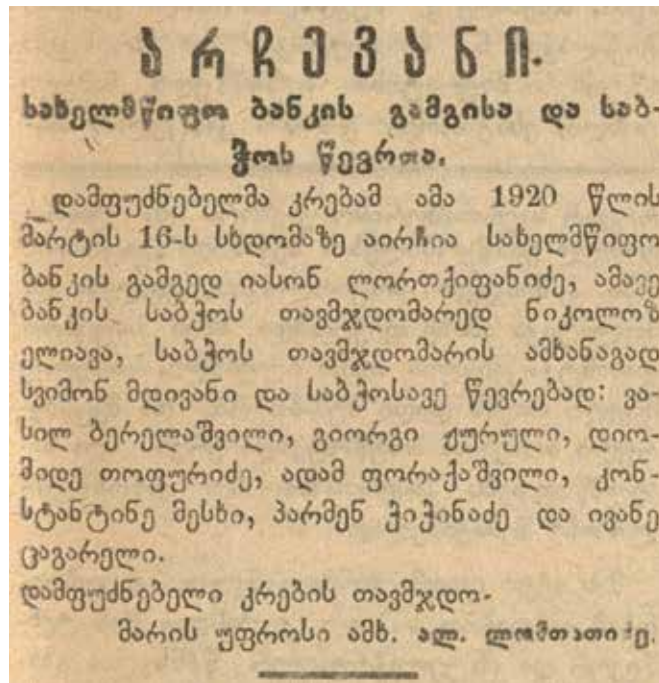 არჩევანი.
სახელმწიფო ბანკის გამგისა და საბ-
ჭოს წევრთა.
დამფუძნებელმა კრებამ ამა 1920 წლის
მარტის 16-ს სხდომაზე აირჩია სახელმწიფო
ბანკის გამგედ იასონ ლორთქიფანიძე, ამავე
ბანკის საბჭოს თავმჯდომარედ ნიკოლოზ
ელიავა, საბჭოს თავმჯდომარის ამხანაგად
სვიმონ მდივანი და საბჭოსავე წევრებად: ვა-
სილ ბერელაშვილი, გიორგი ჟურული, დიო-
მიდე თოფურიძე, ადამ ფორაქაშვილი, კონ-
სტანტინე მესხი, პარმენ ჭიჭინაძე და ივანე
ცაგარელი.
დამფუძნებელი კრების თავმჯდო-
მარის უფროსი ამხ. ალ. ლომთათიძე.